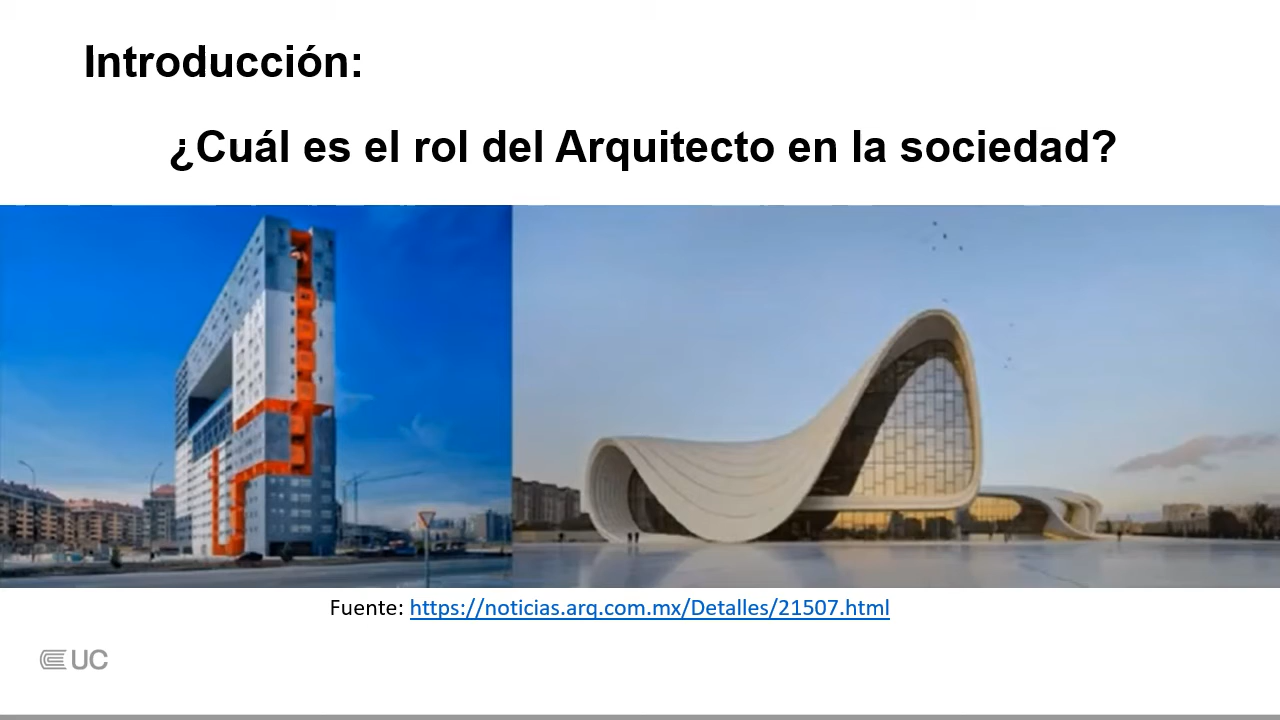 Introducción:
¿Cuál es el rol del Arquitecto en la sociedad?
Fuente: https://noticias.arq.com.mx/Detalles/21507.html
UC